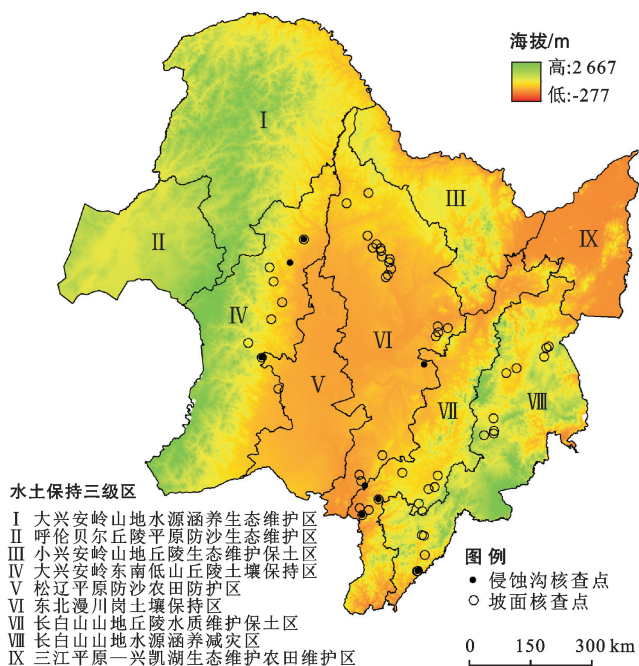 海拔/m
高:2 667
低:-277
Ⅰ
Ⅱ
Ⅲ
Ⅸ
Ⅳ
Ⅵ
Ⅴ
Ⅶ
Ⅷ
水土保持三级区
Ⅰ 大兴安岭山地水源涵养生态维护区
Ⅱ 呼伦贝尔丘陵平原防沙生态维护区
Ⅲ 小兴安岭山地丘陵生态维护保土区
Ⅳ 大兴安岭东南低山丘陵土壤保持区
Ⅴ 松辽平原防沙农田防护区
Ⅵ 东北漫川岗土壤保持区
Ⅶ 长白山山地丘陵水质维护保土区
Ⅷ 长白山山地水源涵养减灾区
Ⅸ 三江平原—兴凯湖生态维护农田维护区
图 例
侵蚀沟核查点
坡面核查点
0 150 300 km